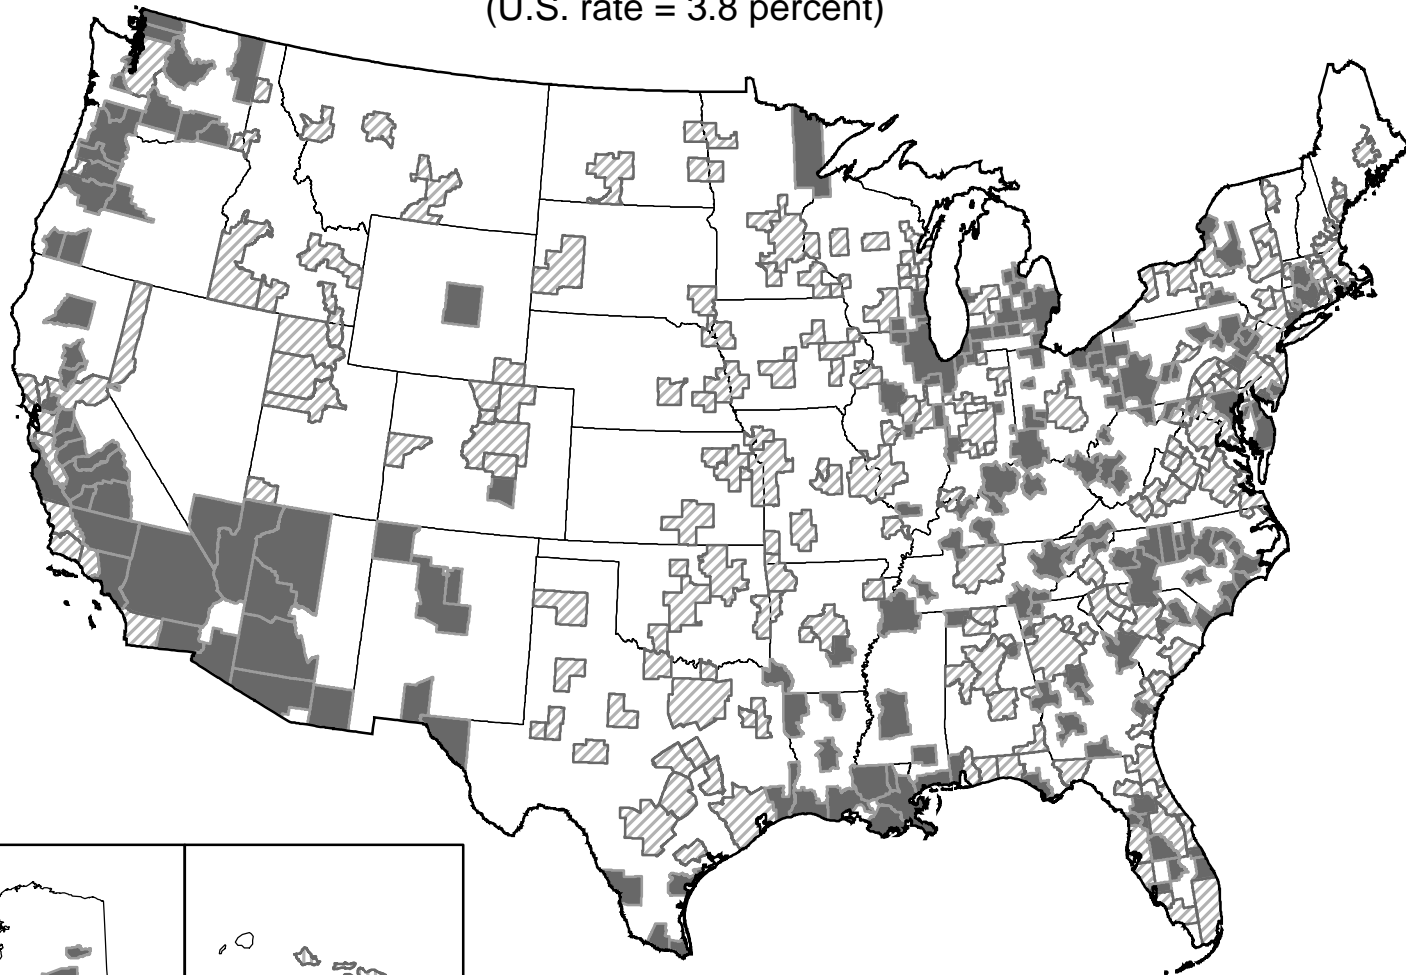 (U.S. rate = 3.8 percent)